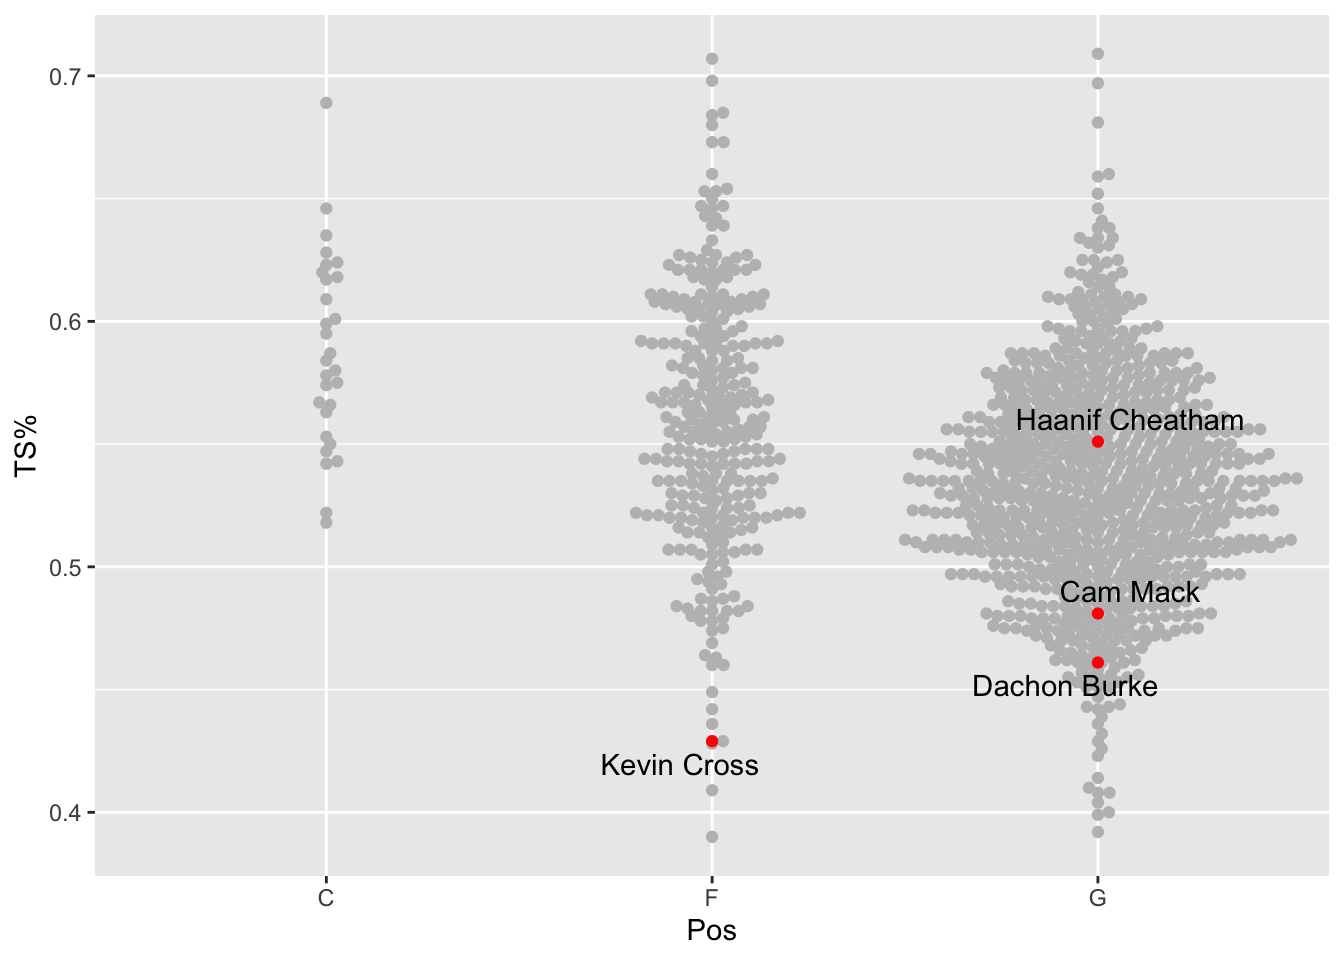 0.7
0.6
Haanif Cheatham
TS%
0.5
Cam Mack
Dachon Burke
Kevin Cross
0.4
C
F
G
Pos